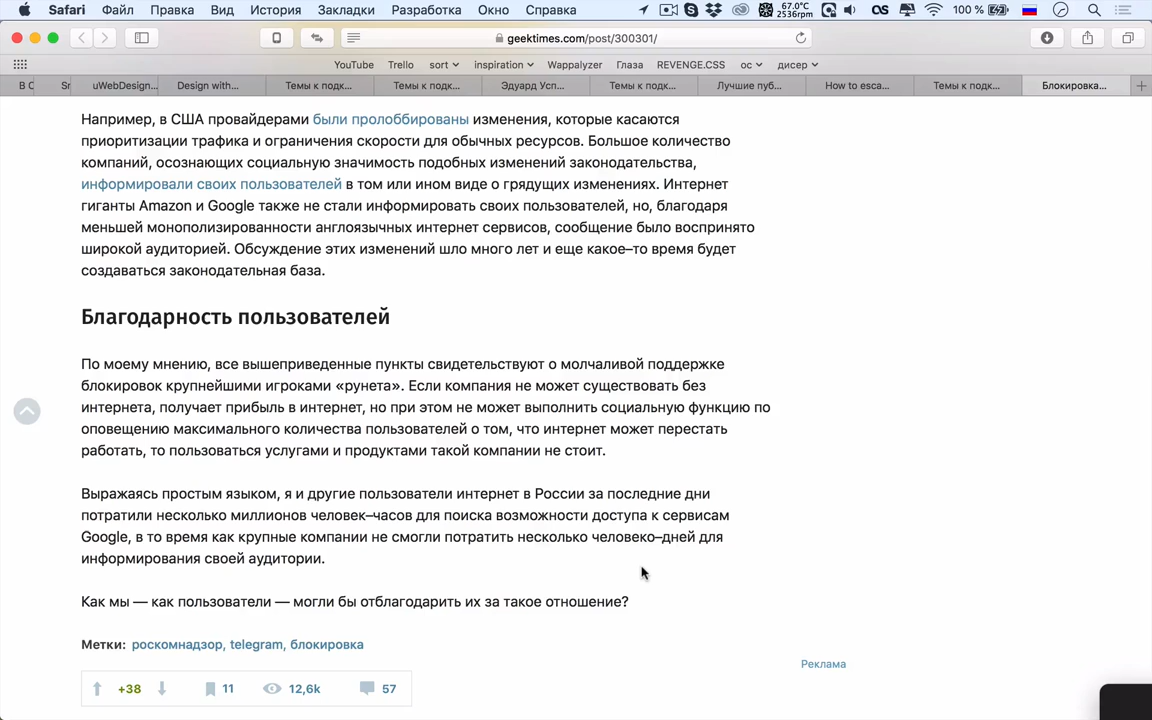 Safari Файл Правка Вид История Закладки Разработка Окно Справка 67.0°C 2536rpm 100 %
geektimes.com/post/300301/
YouTube Trello sort inspiration Wappalyzer Глаза REVENGE.CSS ос дисер
В С Sr uWebDesign... Design with... Темы к подк... Темы к подк... Эдуард Усп... Темы к подк... Лучшие пуб... How to esca... Темы к подк... Блокировка...
Например, в США провайдерами были пролоббированы изменения, которые касаются
приоритизации трафика и ограничения скорости для обычных ресурсов. Большое количество
компаний, осознающих социальную значимость подобных изменений законодательства,
информировали своих пользователей в том или ином виде о грядущих изменениях. Интернет
гиганты Amazon и Google также не стали информировать своих пользователей, но, благодаря
меньшей монополизированности англоязычных интернет сервисов, сообщение было воспринято
широкой аудиторией. Обсуждение этих изменений шло много лет и еще какое–то время будет
создаваться законодательная база.
Благодарность пользователей
По моему мнению, все вышеприведенные пункты свидетельствуют о молчаливой поддержке
блокировок крупнейшими игроками «рунета». Если компания не может существовать без
интернета, получает прибыль в интернет, но при этом не может выполнить социальную функцию по
оповещению максимального количества пользователей о том, что интернет может перестать
работать, то пользоваться услугами и продуктами такой компании не стоит.
Выражаясь простым языком, я и другие пользователи интернет в России за последние дни
потратили несколько миллионов человек–часов для поиска возможности доступа к сервисам
Google, в то время как крупные компании не смогли потратить несколько человеко–дней для
информирования своей аудитории.
Как мы — как пользователи — могли бы отблагодарить их за такое отношение?
Метки: роскомнадзор, telegram, блокировка
Реклама
+38 11 12,6k 57